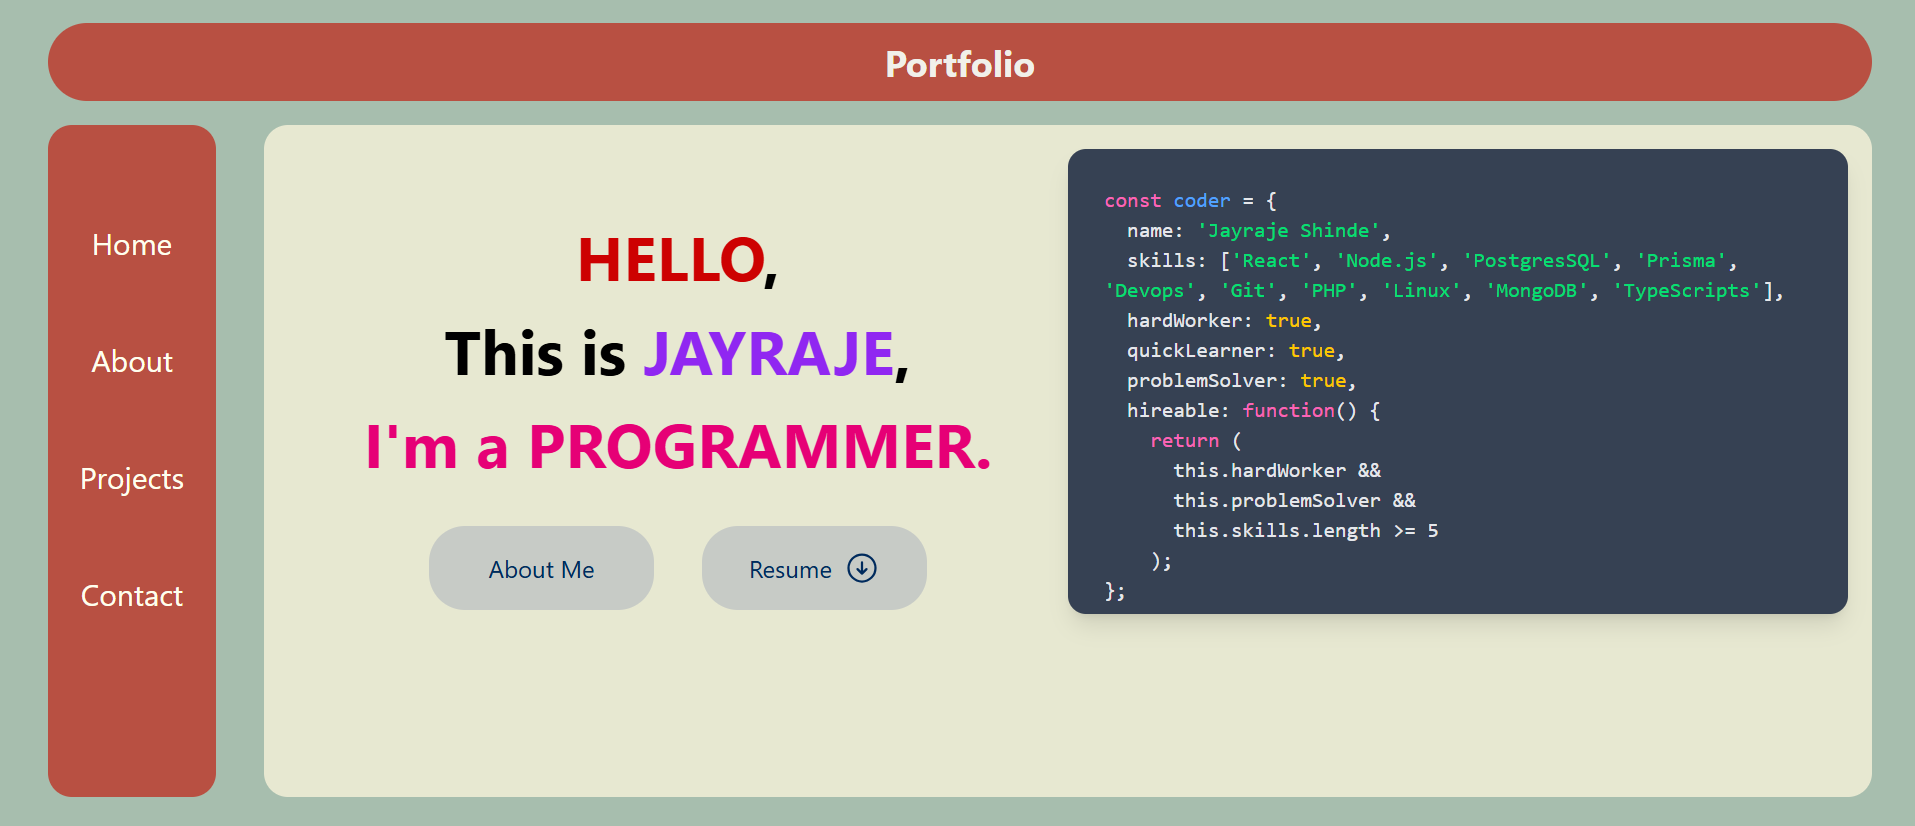 Portfolio
Home
About
Projects
Contact
HELLO,
This is JAYRAJE,
I'm a PROGRAMMER.
About Me
Resume
const coder = {
  name: 'Jayraje Shinde',
  skills: ['React', 'Node.js', 'PostgresSQL', 'Prisma',
'Devops', 'Git', 'PHP', 'Linux', 'MongoDB', 'TypeScripts'],
  hardWorker: true,
  quickLearner: true,
  problemSolver: true,
  hireable: function() {
    return (
      this.hardWorker &&
      this.problemSolver &&
      this.skills.length >= 5
    );
};